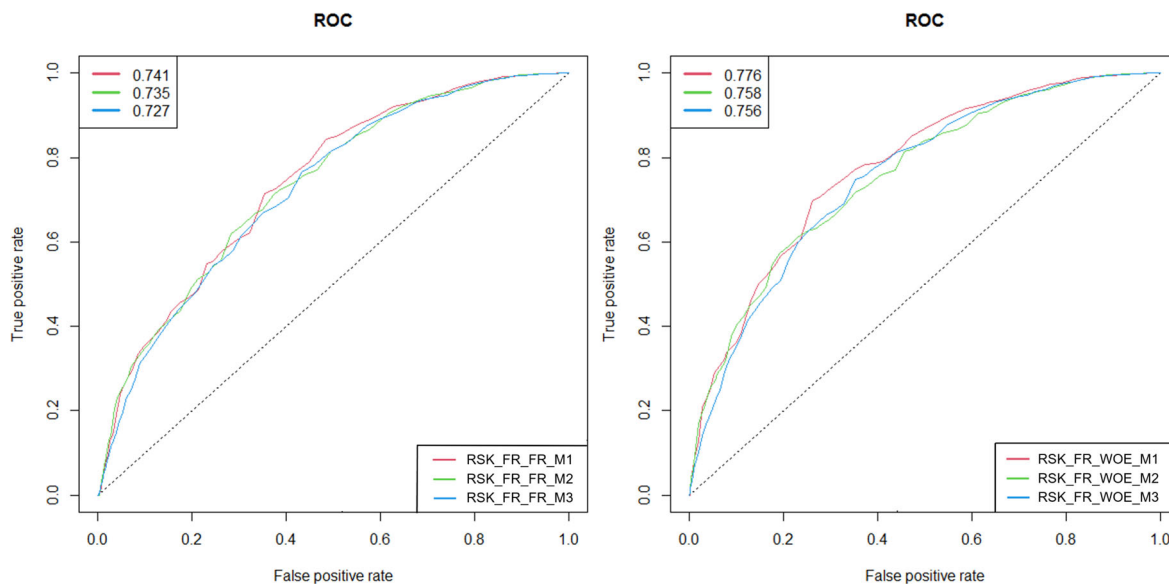 ROC
0.741
0.735
0.727
True positive rate
1.0
0.8
0.6
0.4
0.2
0.0
RSK_FR_FR_M1
RSK_FR_FR_M2
RSK_FR_FR_M3
0.0 0.2 0.4 0.6 0.8 1.0
False positive rate
ROC
0.776
0.758
0.756
True positive rate
1.0
0.8
0.6
0.4
0.2
0.0
RSK_FR_WOE_M1
RSK_FR_WOE_M2
RSK_FR_WOE_M3
0.0 0.2 0.4 0.6 0.8 1.0
False positive rate